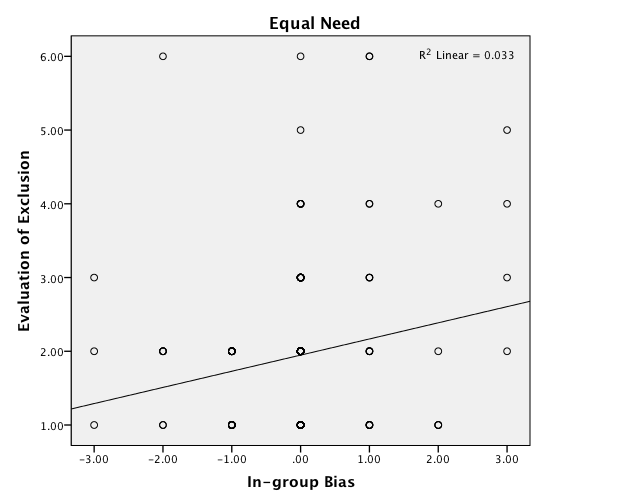 Equal Need
R² Linear = 0.033
Evaluation of Exclusion
6.00
5.00
4.00
3.00
2.00
1.00
-3.00 -2.00 -1.00 .00 1.00 2.00 3.00
In-group Bias